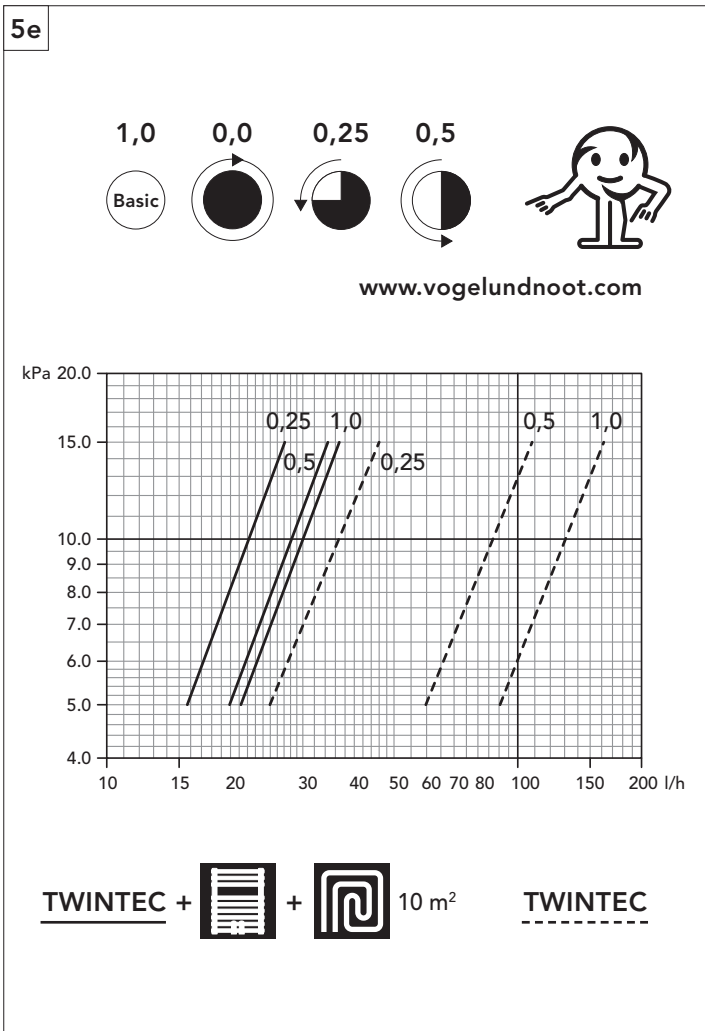 5e
1,0 0,0 0,25 0,5
Basic
www.vogelundnoot.com
kPa 20.0
0,25 1,0 0,5 1,0
15.0
0,5 0,25
10.0
9.0
8.0
7.0
6.0
5.0
4.0
10 15 20 30 40 50 60 70 80 100 150 200 l/h
TWINTEC + + 10 m² TWINTEC